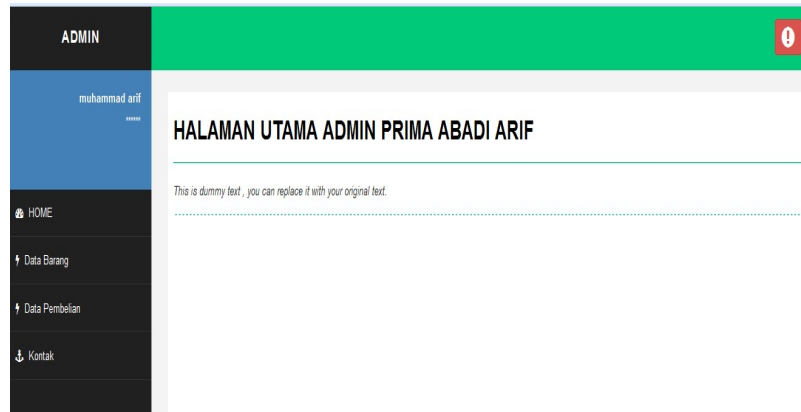 ADMIN
muhammad arif
******
HALAMAN UTAMA ADMIN PRIMA ABADI ARIF
This is dummy text , you can replace it with your original text.
HOME
Data Barang
Data Pembelian
Kontak